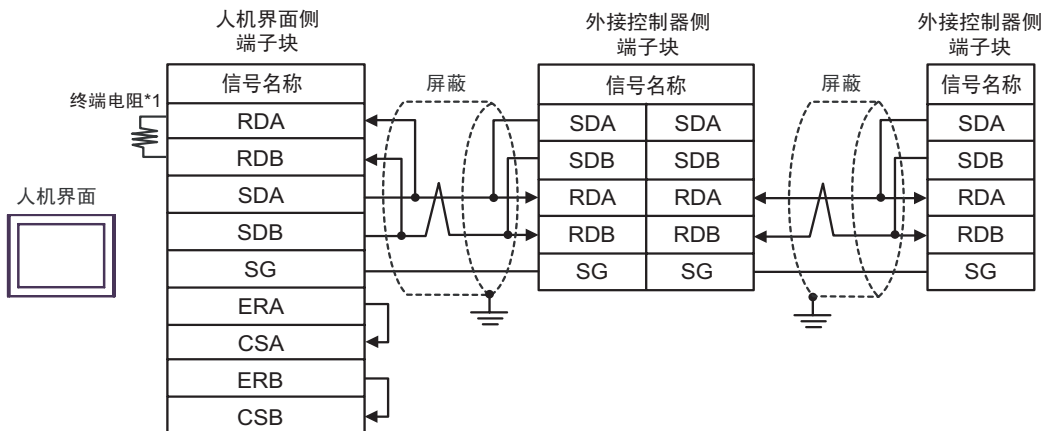 人机界面侧
端子块
外接控制器侧
端子块
外接控制器侧
端子块
终端电阻*1
人机界面
信号名称
RDA
RDB
SDA
SDB
SG
ERA
CSA
ERB
CSB
屏蔽
信号名称
SDA SDA
SDB SDB
RDA RDA
RDB RDB
SG SG
屏蔽
信号名称
SDA
SDB
RDA
RDB
SG